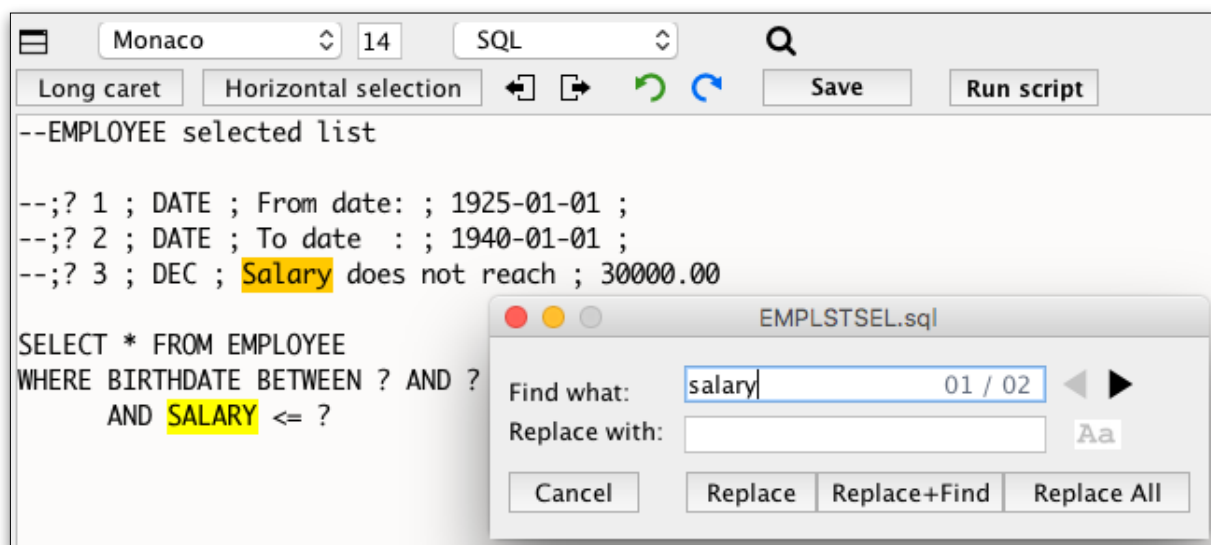 Monaco 14 SQL
Long caret Horizontal selection Save Run script
--EMPLOYEE selected list
--;? 1 ; DATE ; From date: ; 1925-01-01 ;
--;? 2 ; DATE ; To date  : ; 1940-01-01 ;
--;? 3 ; DEC ; Salary does not reach ; 30000.00
SELECT * FROM EMPLOYEE
WHERE BIRTHDATE BETWEEN ? AND ?
AND SALARY <= ?
EMPLSTSEL.sql
Find what: salary 01 / 02
Replace with: Aa
Cancel Replace Replace+Find Replace All